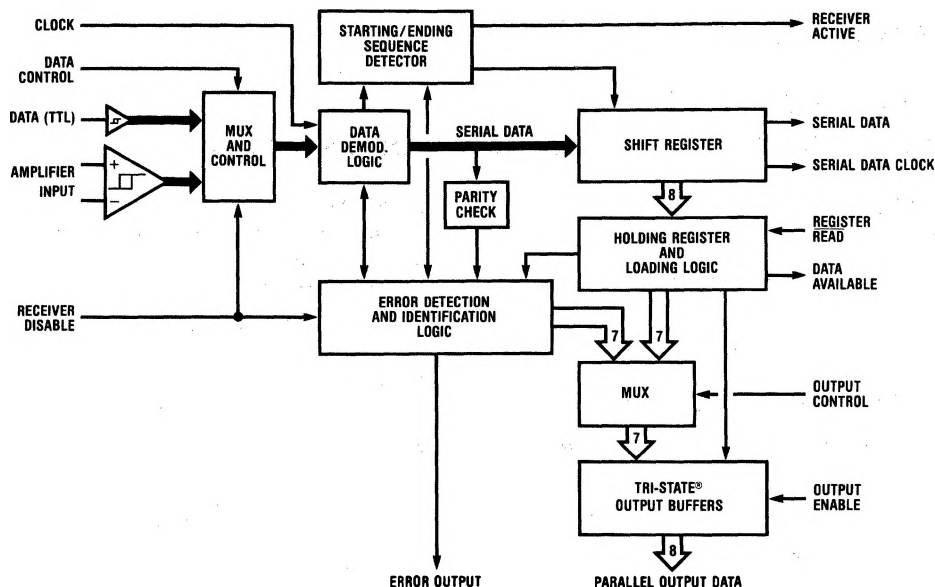 CLOCK
DATA
CONTROL
DATA (TTL)
AMPLIFIER
INPUT
+
−
RECEIVER
DISABLE
MUX
AND
CONTROL
STARTING/ENDING
SEQUENCE
DETECTOR
DATA
DEMOD.
LOGIC
SERIAL DATA
PARITY
CHECK
ERROR DETECTION
AND IDENTIFICATION
LOGIC
RECEIVER
ACTIVE
SHIFT REGISTER
SERIAL DATA
SERIAL DATA CLOCK
8
HOLDING REGISTER
AND
LOADING LOGIC
REGISTER
READ
DATA
AVAILABLE
7
7
MUX
OUTPUT
CONTROL
7
TRI-STATE®
OUTPUT BUFFERS
OUTPUT
ENABLE
8
ERROR OUTPUT
PARALLEL OUTPUT DATA